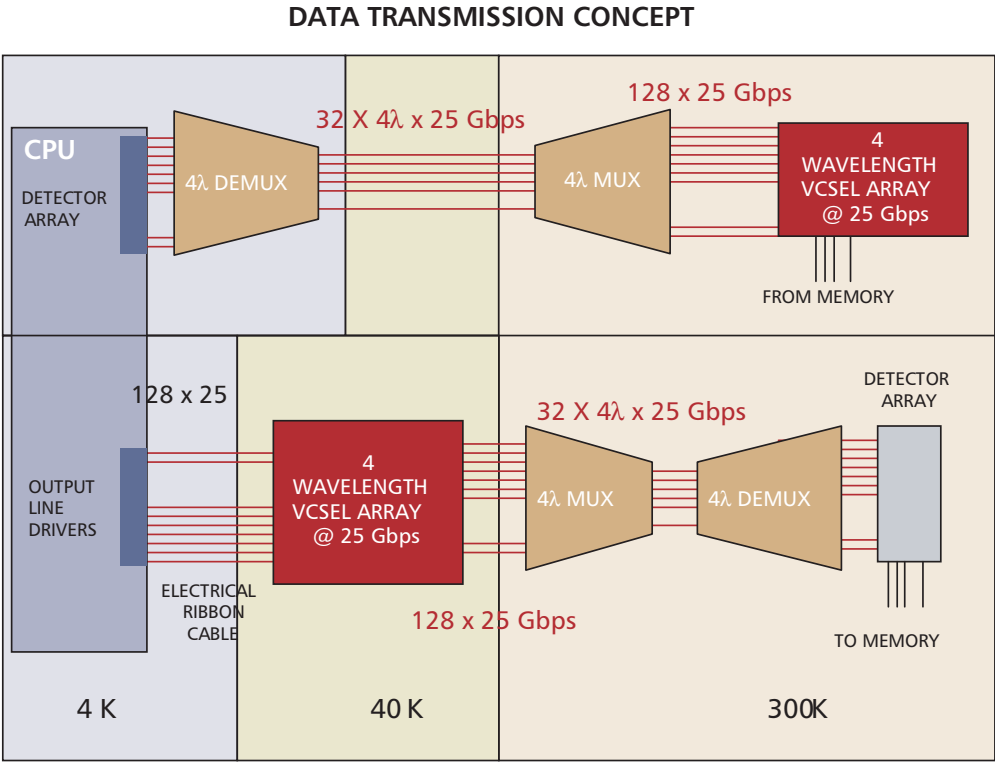 DATA TRANSMISSION CONCEPT
128 x 25 Gbps
32 X 4λ x 25 Gbps
CPU
DETECTOR
ARRAY
4λ DEMUX
4λ MUX
4
WAVELENGTH
VCSEL ARRAY
@ 25 Gbps
FROM MEMORY
128 x 25
32 X 4λ x 25 Gbps
DETECTOR
ARRAY
OUTPUT
LINE
DRIVERS
4
WAVELENGTH
VCSEL ARRAY
@ 25 Gbps
4λ MUX
4λ DEMUX
ELECTRICAL
RIBBON
CABLE
128 x 25 Gbps
TO MEMORY
4 K
40 K
300K